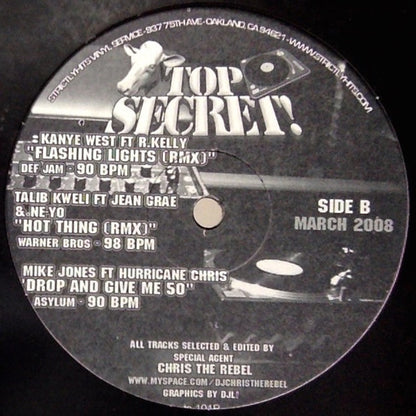 STRICTLYHITS VINYL SERVICE - 937 75TH AVE - OAKLAND, CA 94621 - WWW.STRICTLYHITS.COM
TOP
SECRET!
KANYE WEST FT R.KELLY
"FLASHING LIGHTS (RMX)"
DEF JAM - 90 BPM
TALIB KWELI FT JEAN GRAE
& NE YO
"HOT THING (RMX)"
WARNER BROS - 98 BPM
MIKE JONES FT HURRICANE CHRIS
'DROP AND GIVE ME 50"
ASYLUM - 90 BPM
SIDE B
MARCH 2008
ALL TRACKS SELECTED & EDITED BY
SPECIAL AGENT
CHRIS THE REBEL
WWW.MYSPACE.COM/DJCHRISTHEREBEL
GRAPHICS BY